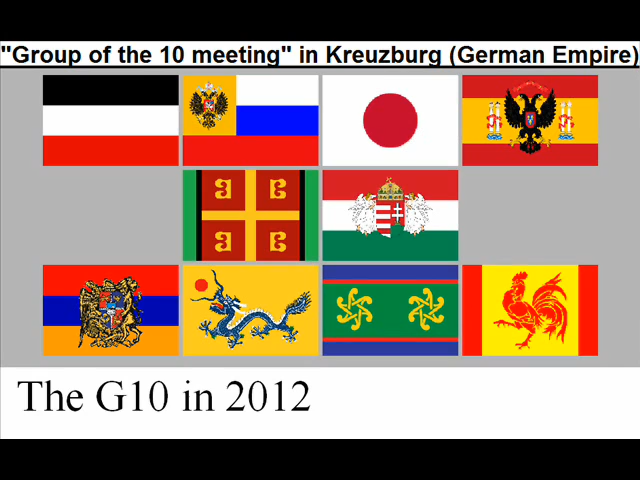 "Group of the 10 meeting" in Kreuzburg (German Empire)
The G10 in 2012